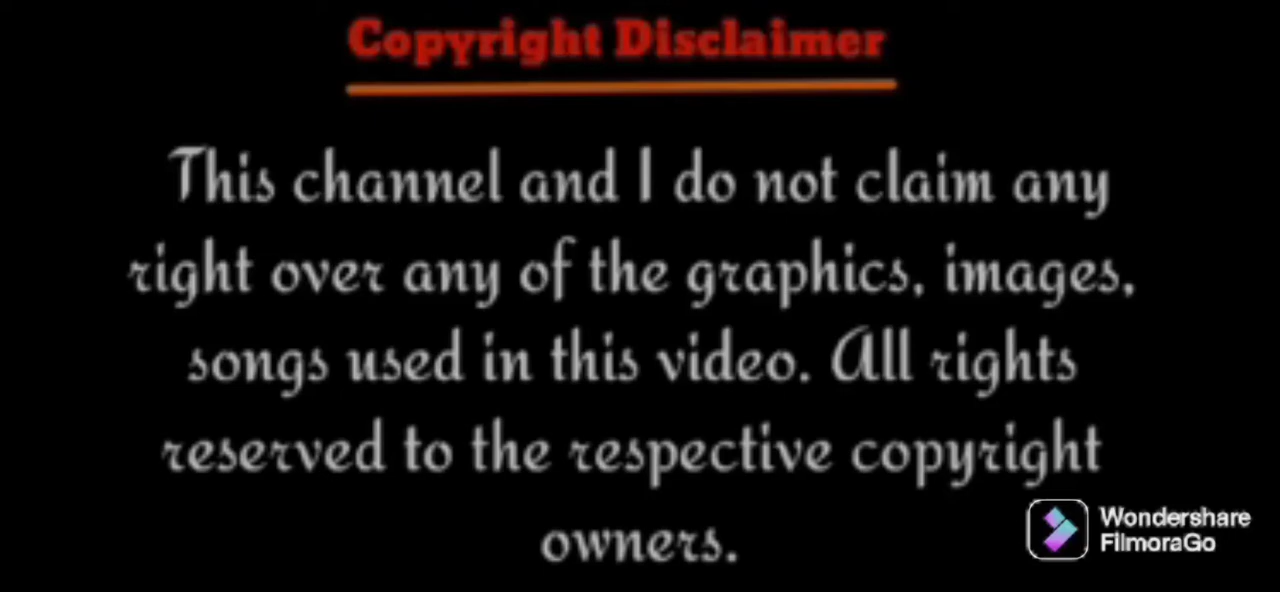 Copyright Disclaimer
This channel and I do not claim any
right over any of the graphics, images,
songs used in this video. All rights
reserved to the respective copyright
owners.
Wondershare
FilmoraGo